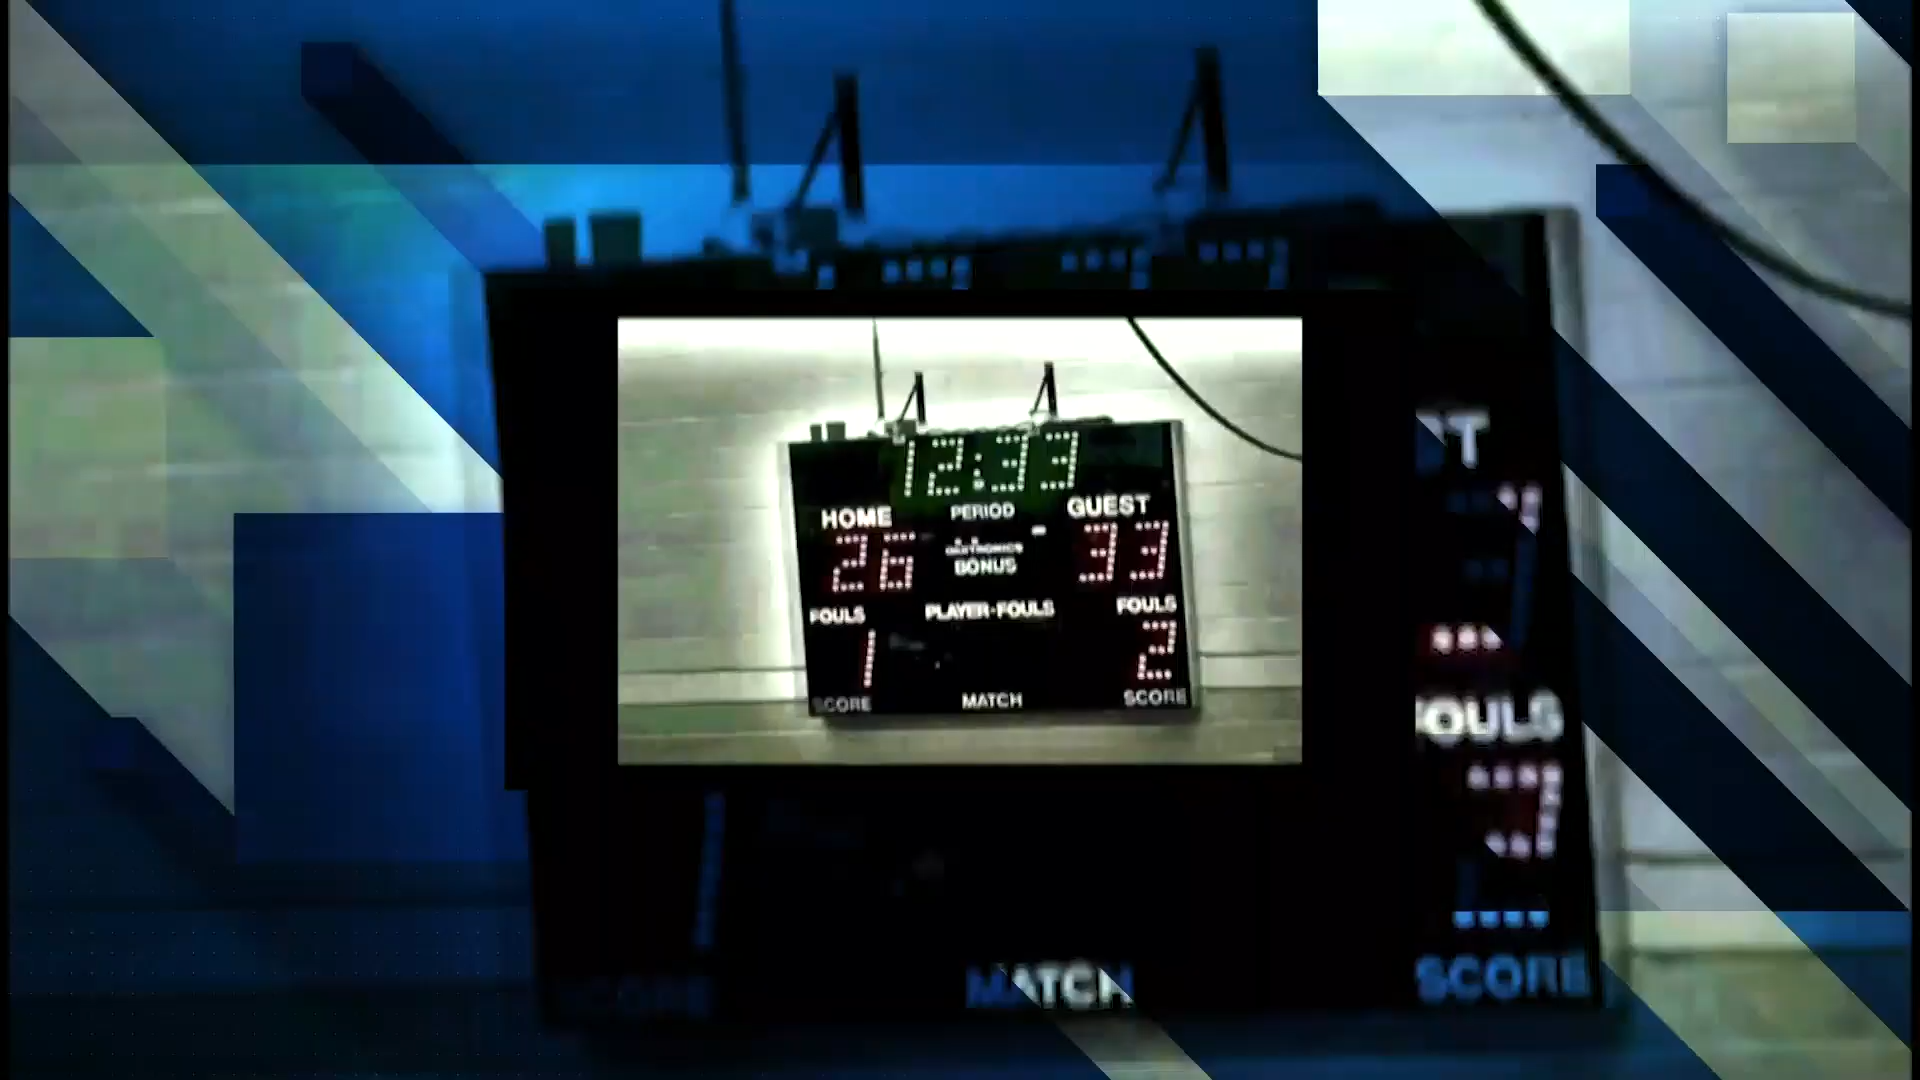 12:33
HOME PERIOD GUEST
26 33
BONUS
FOULS PLAYER-FOULS FOULS
1 2
SCORE MATCH SCORE
FOULS
MATCH SCORE